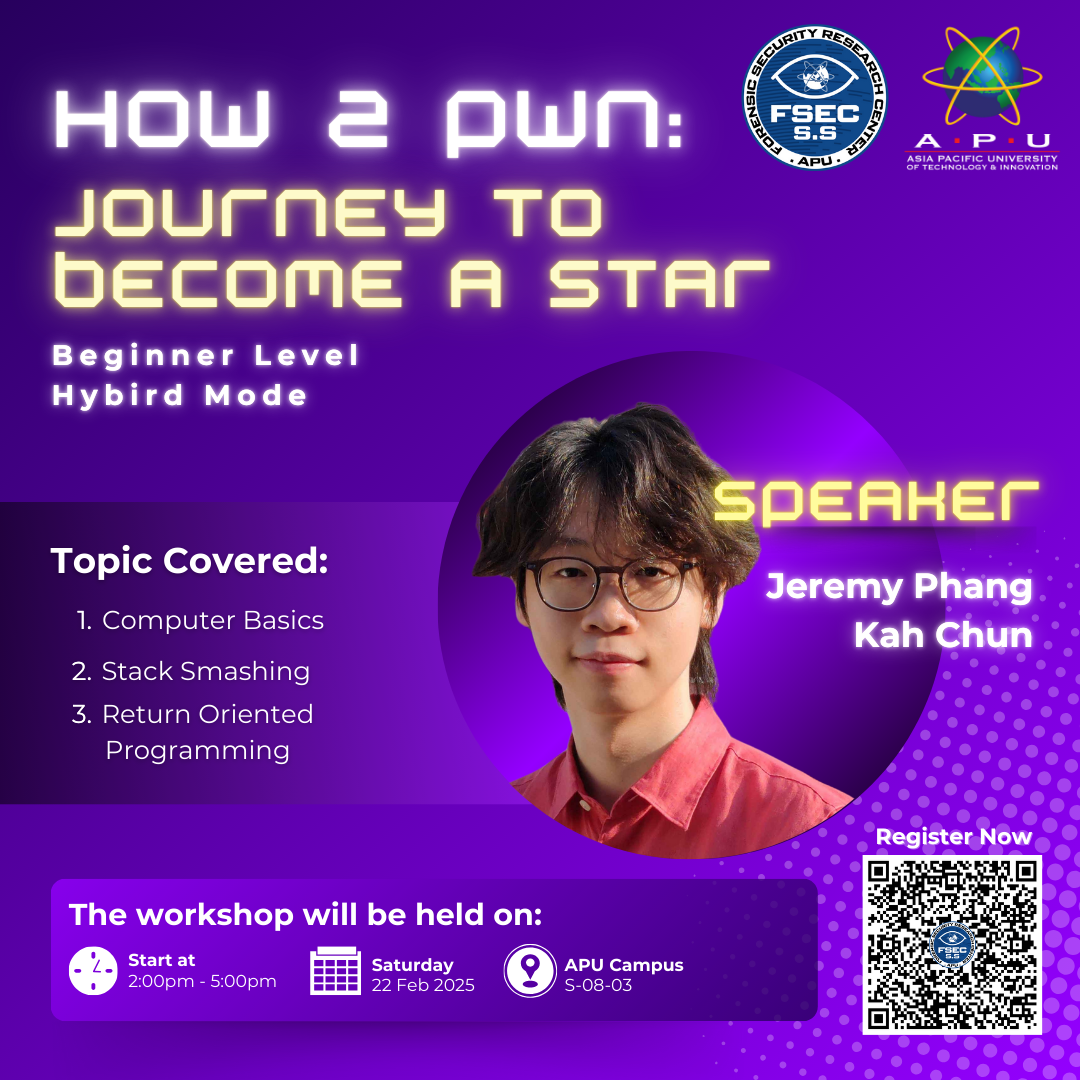 HOW 2 PWN:
JOURNEY TO
BECOME A STAR
Beginner Level
Hybird Mode
FORENSIC SECURITY RESEARCH CENTER
FSEC
S.S
· APU ·
A·P·U
ASIA PACIFIC UNIVERSITY
OF TECHNOLOGY & INNOVATION
SPEAKER
Jeremy Phang
Kah Chun
Topic Covered:
1. Computer Basics
2. Stack Smashing
3. Return Oriented
Programming
Register Now
FSEC
S.S
The workshop will be held on:
Start at
2:00pm - 5:00pm
Saturday
22 Feb 2025
APU Campus
S-08-03